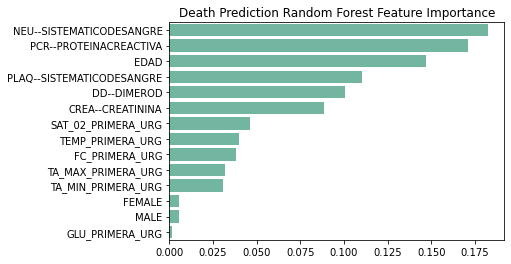 Death Prediction Random Forest Feature Importance
NEU--SISTEMATICODESANGRE
PCR--PROTEINACREACTIVA
EDAD
PLAQ--SISTEMATICODESANGRE
DD--DIMEROD
CREA--CREATININA
SAT_02_PRIMERA_URG
TEMP_PRIMERA_URG
FC_PRIMERA_URG
TA_MAX_PRIMERA_URG
TA_MIN_PRIMERA_URG
FEMALE
MALE
GLU_PRIMERA_URG
0.000 0.025 0.050 0.075 0.100 0.125 0.150 0.175